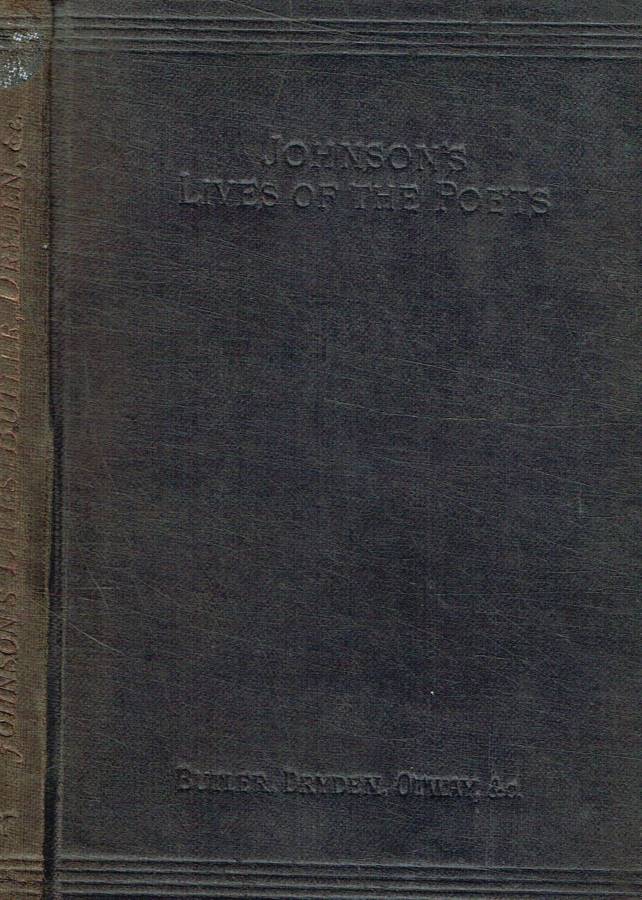 JOHNSON'S
LIVES OF THE POETS
BUTLER, DRYDEN, OTWAY, &c.
JOHNSON'S LIVES BUTLER, DRYDEN, &c.